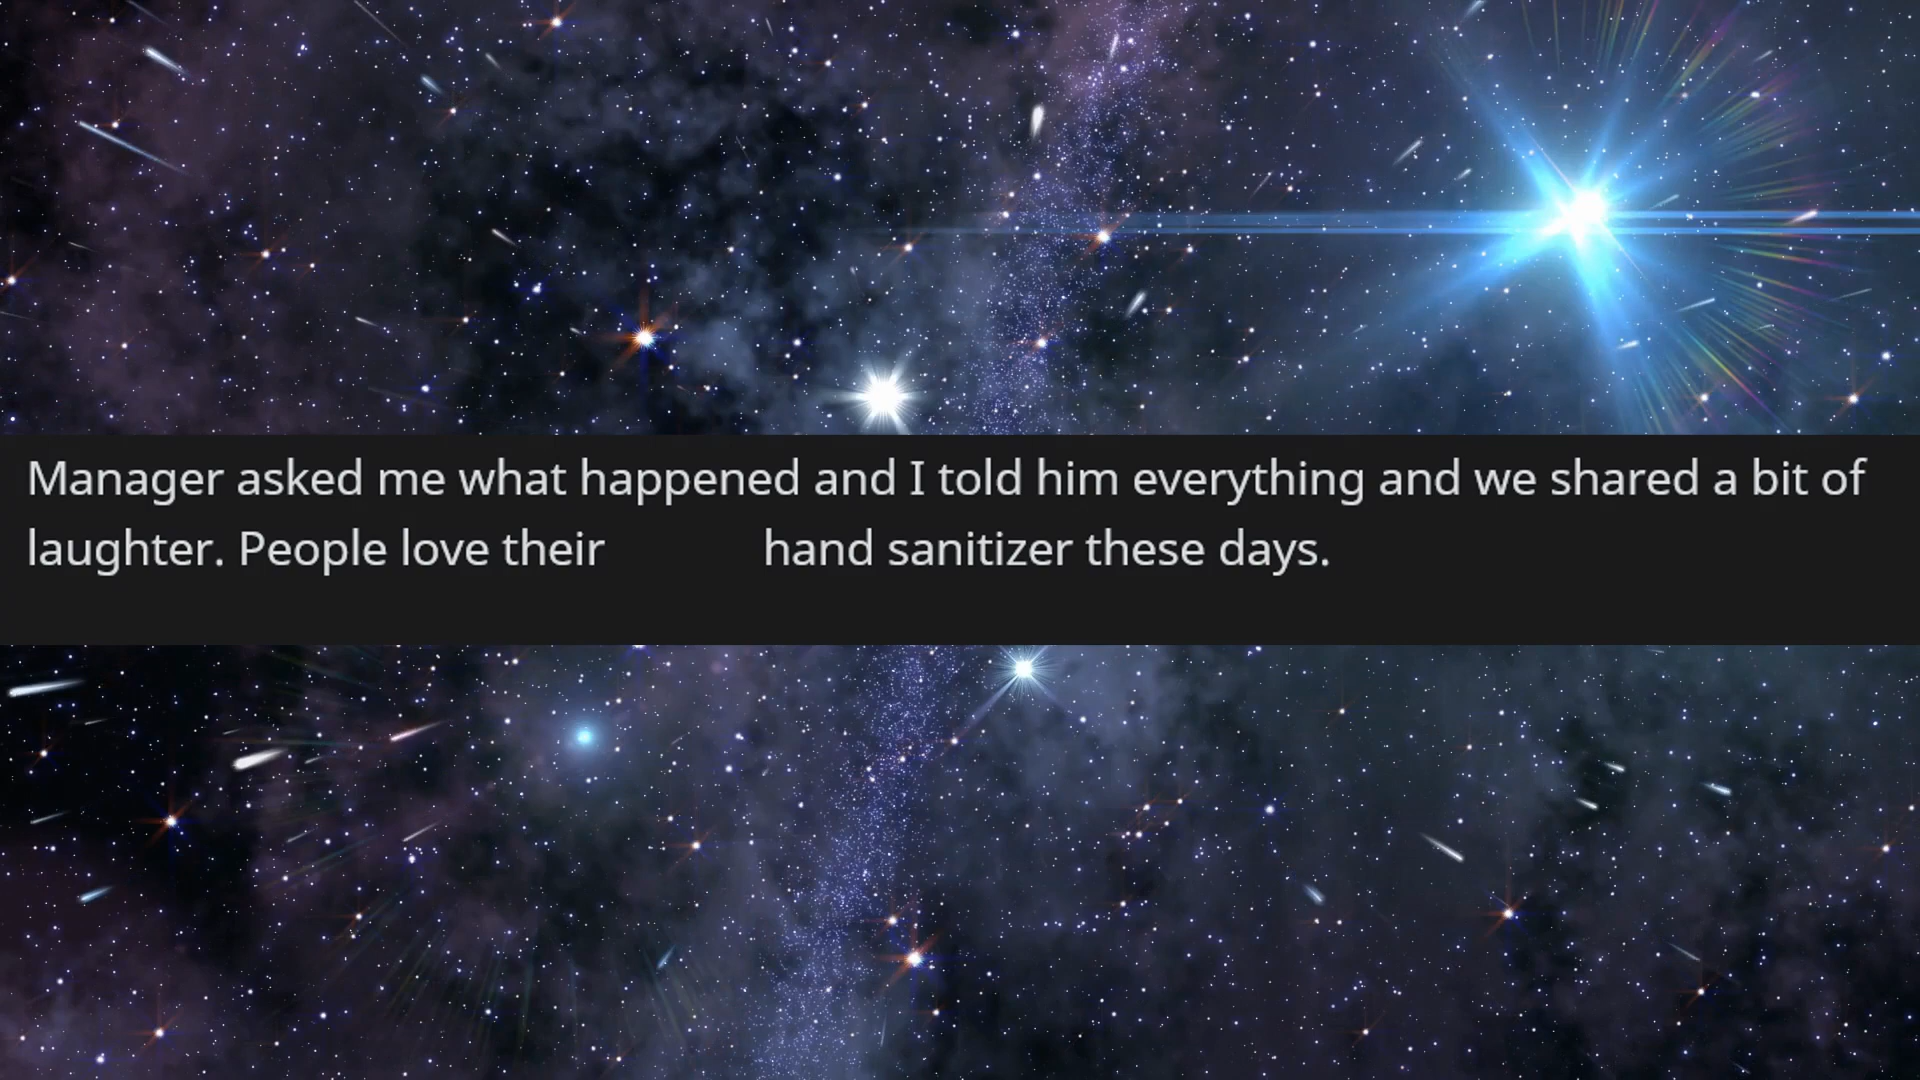 Manager asked me what happened and I told him everything and we shared a bit of
laughter. People love their hand sanitizer these days.